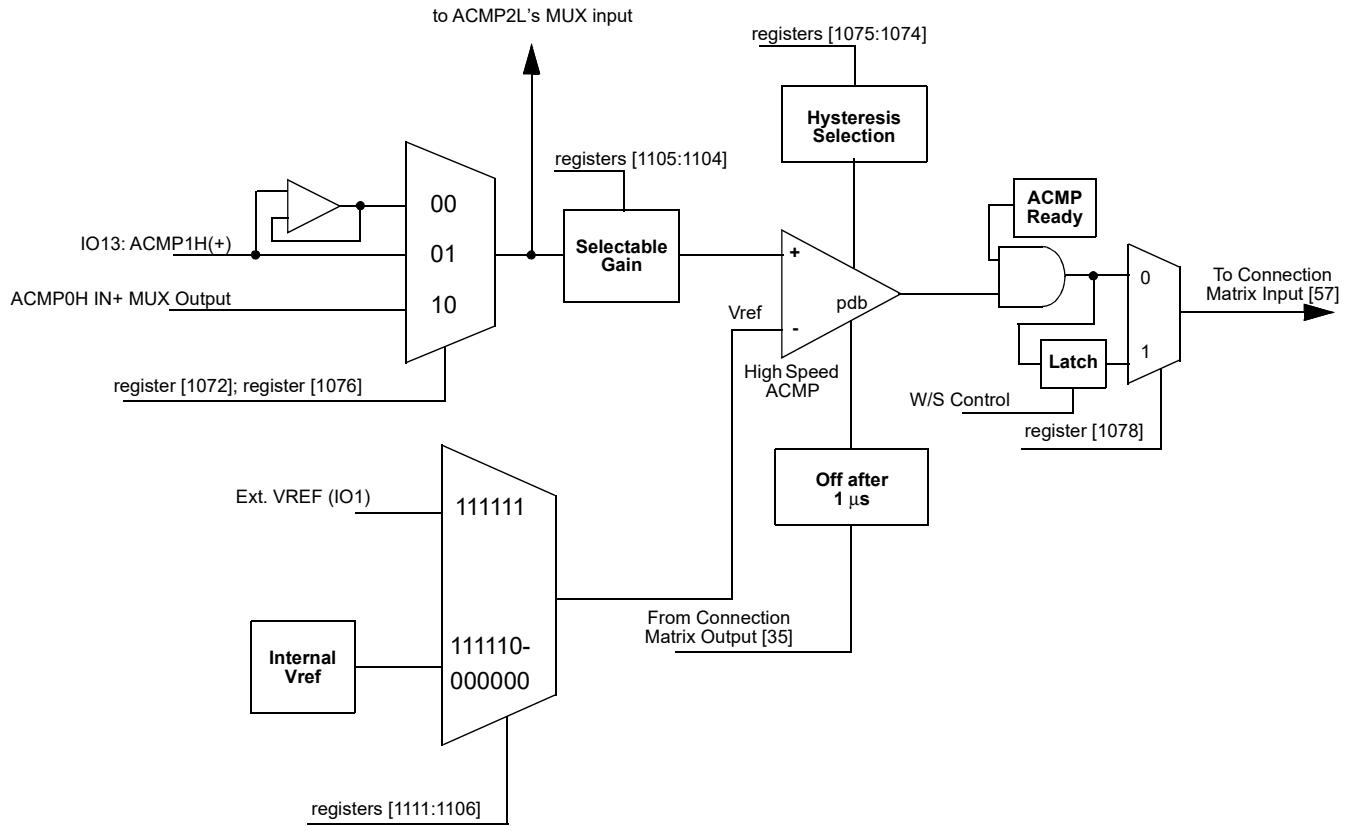 to ACMP2L's MUX input
registers [1075:1074]
Hysteresis
Selection
registers [1105:1104]
ACMP
Ready
00
IO13: ACMP1H(+)
01
Selectable
Gain
+
0
To Connection
Matrix Input [57]
ACMP0H IN+ MUX Output
10
pdb
Vref
-
1
Latch
High Speed
ACMP
register [1072]; register [1076]
W/S Control
register [1078]
Off after
1 μs
Ext. VREF (IO1)
111111
From Connection
Matrix Output [35]
Internal
Vref
111110-
000000
registers [1111:1106]